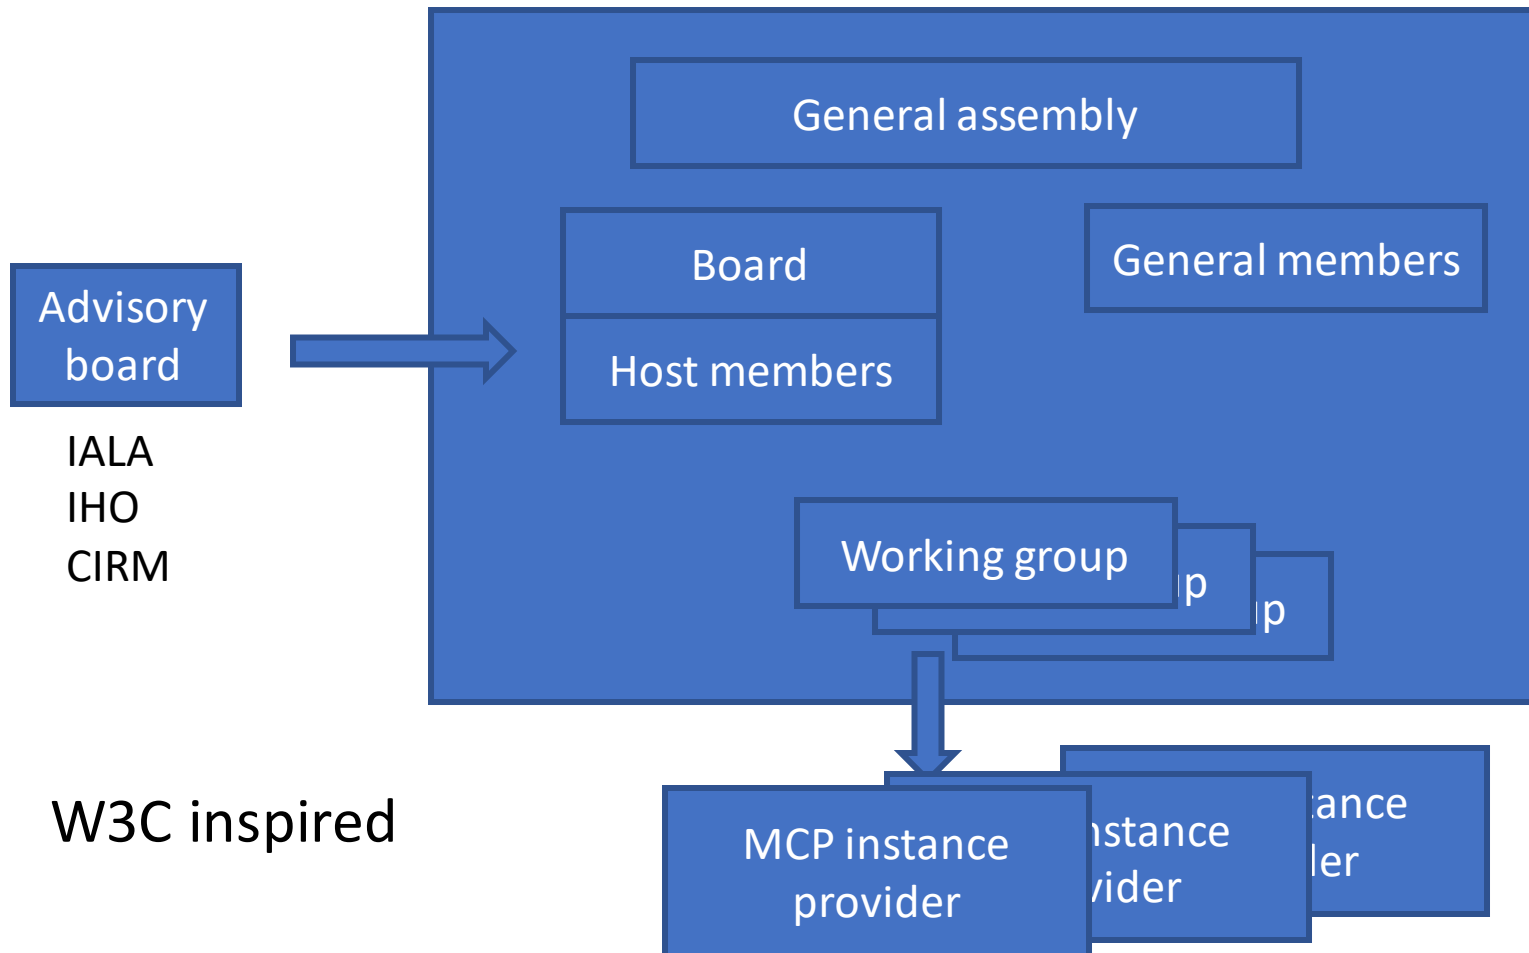 General assembly
Board
General members
Advisory
board
Host members
IALA
IHO
CIRM
Working group
W3C inspired
MCP instance
provider